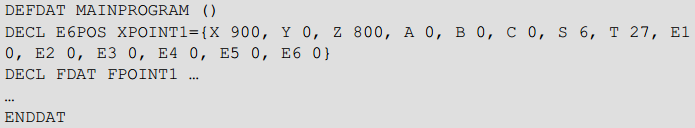 DEFDAT MAINPROGRAM ()
DECL E6POS XPOINT1={X 900, Y 0, Z 800, A 0, B 0, C 0, S 6, T 27, E1
0, E2 0, E3 0, E4 0, E5 0, E6 0}
DECL FDAT FPOINT1 …
…
ENDDAT